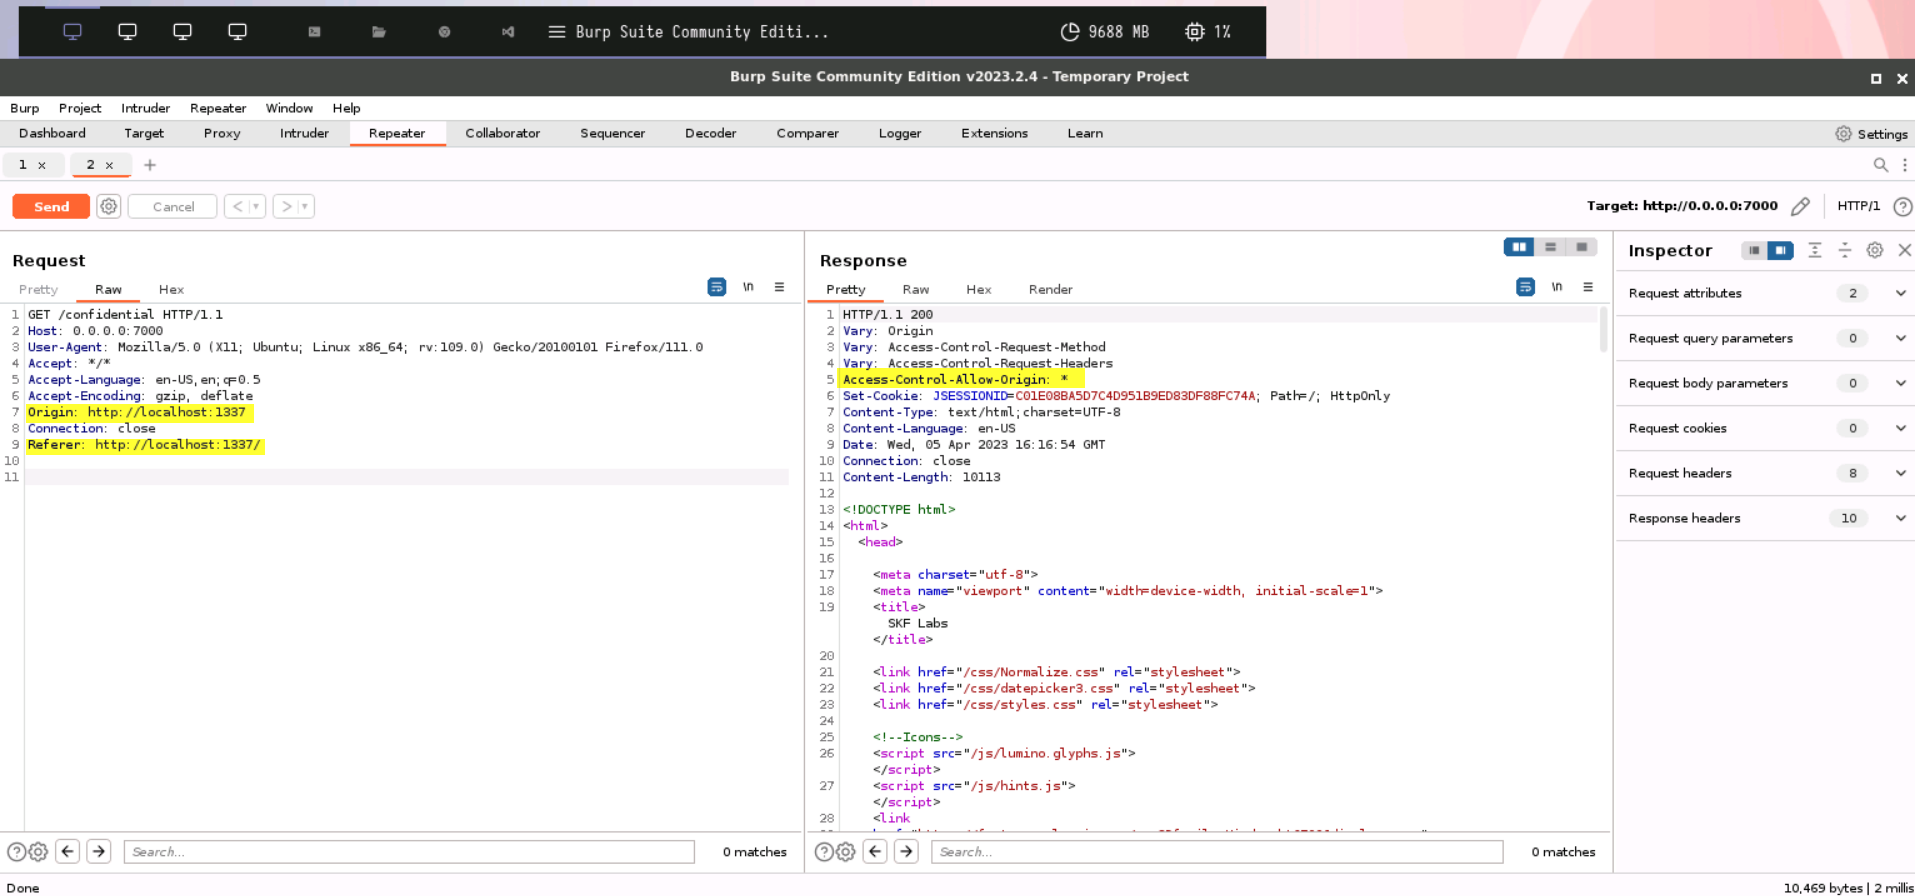 Burp Suite Community Editi... 9688 MB 1%
Burp Suite Community Edition v2023.2.4 - Temporary Project
Burp Project Intruder Repeater Window Help
Dashboard Target Proxy Intruder Repeater Collaborator Sequencer Decoder Comparer Logger Extensions Learn Settings
1 × 2 × +
Send Cancel < > Target: http://0.0.0.0:7000 HTTP/1
Request
Pretty Raw Hex \n
1 GET /confidential HTTP/1.1
2 Host: 0.0.0.0:7000
3 User-Agent: Mozilla/5.0 (X11; Ubuntu; Linux x86_64; rv:109.0) Gecko/20100101 Firefox/111.0
4 Accept: */*
5 Accept-Language: en-US,en;q=0.5
6 Accept-Encoding: gzip, deflate
7 Origin: http://localhost:1337
8 Connection: close
9 Referer: http://localhost:1337/
10
11
Search... 0 matches
Response
Pretty Raw Hex Render \n
1 HTTP/1.1 200
2 Vary: Origin
3 Vary: Access-Control-Request-Method
4 Vary: Access-Control-Request-Headers
5 Access-Control-Allow-Origin: *
6 Set-Cookie: JSESSIONID=C01E08BA5D7C4D951B9ED83DF88FC74A; Path=/; HttpOnly
7 Content-Type: text/html;charset=UTF-8
8 Content-Language: en-US
9 Date: Wed, 05 Apr 2023 16:16:54 GMT
10 Connection: close
11 Content-Length: 10113
12
13 <!DOCTYPE html>
14 <html>
15 <head>
16
17 <meta charset="utf-8">
18 <meta name="viewport" content="width=device-width, initial-scale=1">
19 <title>
SKF Labs
</title>
20
21 <link href="/css/Normalize.css" rel="stylesheet">
22 <link href="/css/datepicker3.css" rel="stylesheet">
23 <link href="/css/styles.css" rel="stylesheet">
24
25 <!--Icons-->
26 <script src="/js/lumino.glyphs.js">
</script>
27 <script src="/js/hints.js">
</script>
28 <link
Search... 0 matches
Inspector
Request attributes 2
Request query parameters 0
Request body parameters 0
Request cookies 0
Request headers 8
Response headers 10
Done 10,469 bytes | 2 millis